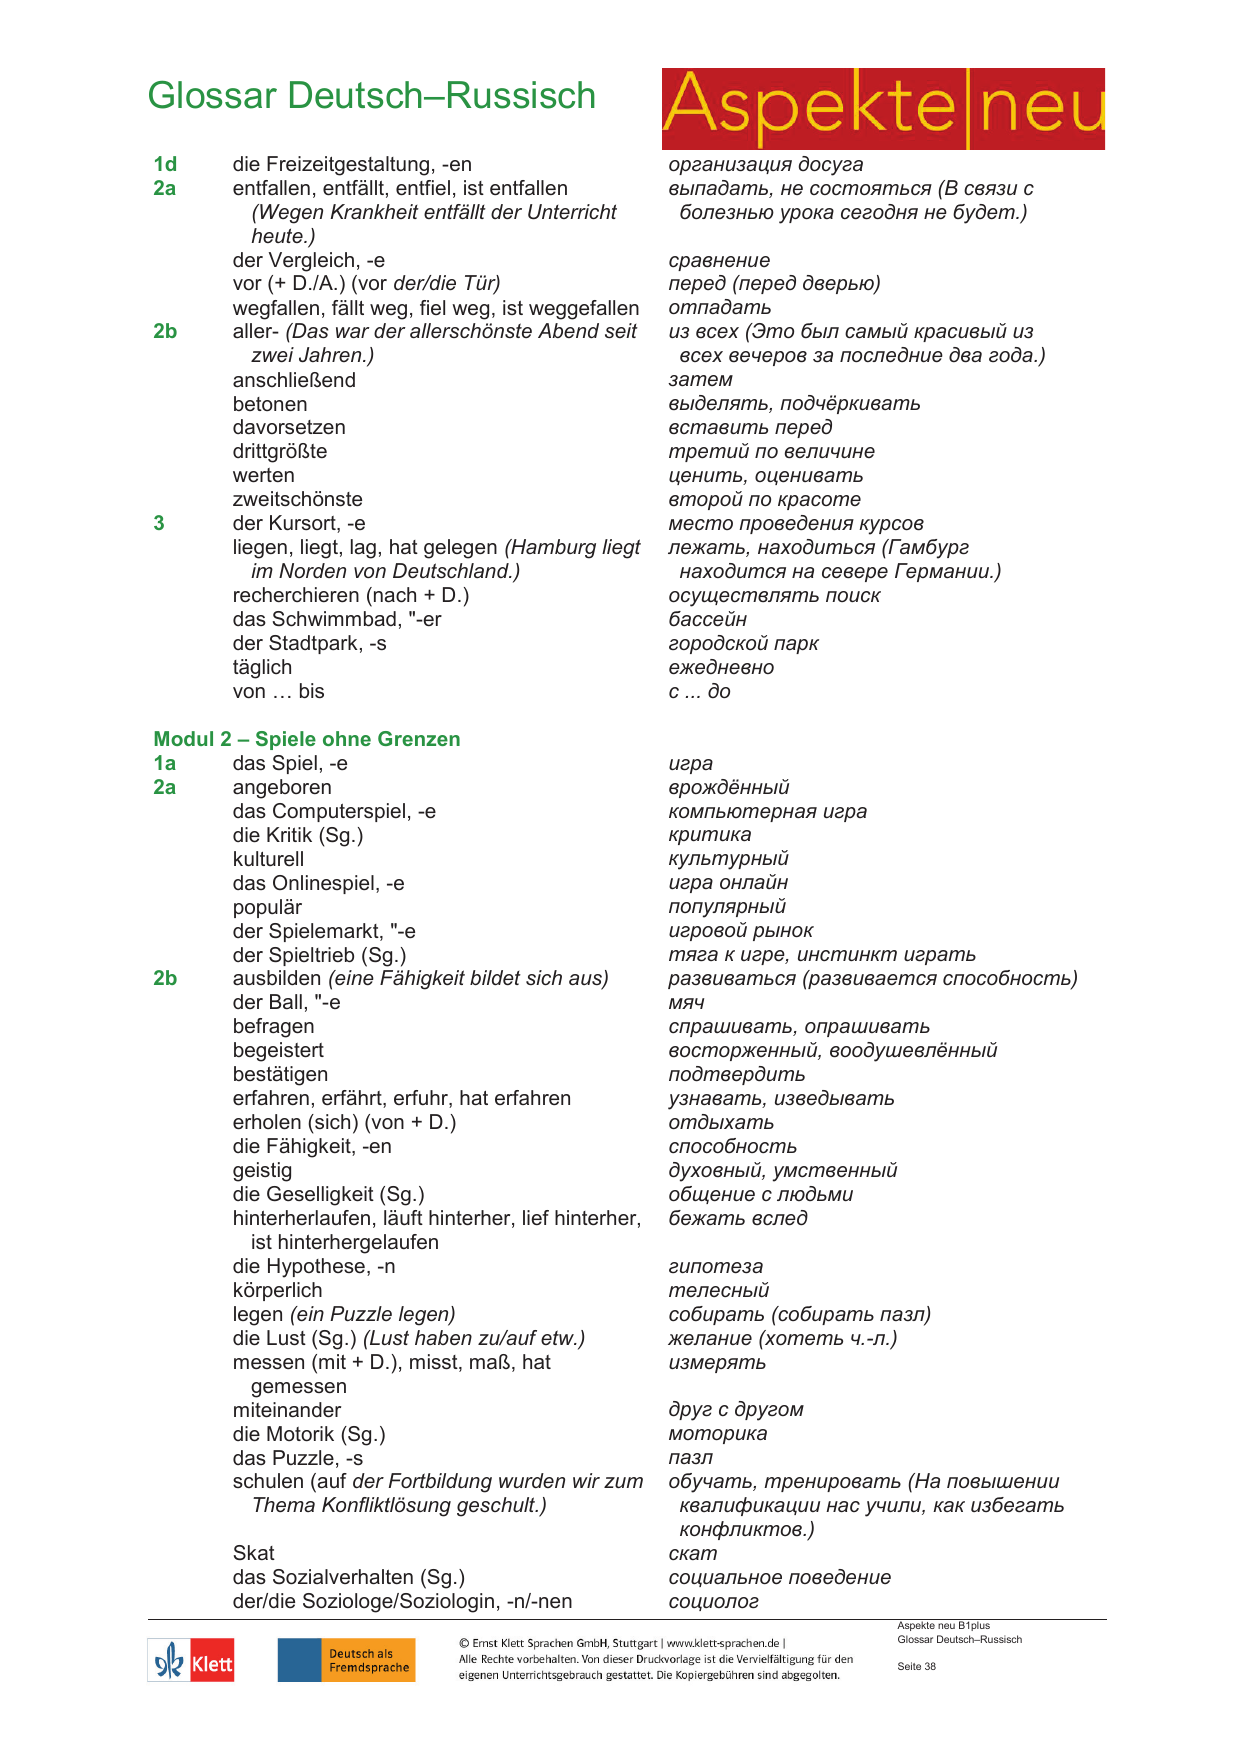 Glossar Deutsch–Russisch
Aspekte|neu
1d die Freizeitgestaltung, -en организация досуга
2a entfallen, entfällt, entfiel, ist entfallen выпадать, не состояться (В связи с
(Wegen Krankheit entfällt der Unterricht болезнью урока сегодня не будет.)
heute.)
der Vergleich, -e сравнение
vor (+ D./A.) (vor der/die Tür) перед (перед дверью)
wegfallen, fällt weg, fiel weg, ist weggefallen отпадать
2b aller- (Das war der allerschönste Abend seit из всех (Это был самый красивый из
zwei Jahren.) всех вечеров за последние два года.)
anschließend затем
betonen выделять, подчёркивать
davorsetzen вставить перед
drittgrößte третий по величине
werten ценить, оценивать
zweitschönste второй по красоте
3 der Kursort, -e место проведения курсов
liegen, liegt, lag, hat gelegen (Hamburg liegt лежать, находиться (Гамбург
im Norden von Deutschland.) находится на севере Германии.)
recherchieren (nach + D.) осуществлять поиск
das Schwimmbad, "-er бассейн
der Stadtpark, -s городской парк
täglich ежедневно
von … bis с ... до
Modul 2 – Spiele ohne Grenzen
1a das Spiel, -e игра
2a angeboren врождённый
das Computerspiel, -e компьютерная игра
die Kritik (Sg.) критика
kulturell культурный
das Onlinespiel, -e игра онлайн
populär популярный
der Spielemarkt, "-e игровой рынок
der Spieltrieb (Sg.) тяга к игре, инстинкт играть
2b ausbilden (eine Fähigkeit bildet sich aus) развиваться (развивается способность)
der Ball, "-e мяч
befragen спрашивать, опрашивать
begeistert восторженный, воодушевлённый
bestätigen подтвердить
erfahren, erfährt, erfuhr, hat erfahren узнавать, изведывать
erholen (sich) (von + D.) отдыхать
die Fähigkeit, -en способность
geistig духовный, умственный
die Geselligkeit (Sg.) общение с людьми
hinterherlaufen, läuft hinterher, lief hinterher, бежать вслед
ist hinterhergelaufen
die Hypothese, -n гипотеза
körperlich телесный
legen (ein Puzzle legen) собирать (собирать пазл)
die Lust (Sg.) (Lust haben zu/auf etw.) желание (хотеть ч.-л.)
messen (mit + D.), misst, maß, hat измерять
gemessen
miteinander друг с другом
die Motorik (Sg.) моторика
das Puzzle, -s пазл
schulen (auf der Fortbildung wurden wir zum обучать, тренировать (На повышении
Thema Konfliktlösung geschult.) квалификации нас учили, как избегать
конфликтов.)
Skat скат
das Sozialverhalten (Sg.) социальное поведение
der/die Soziologe/Soziologin, -n/-nen социолог
Klett
Deutsch als
Fremdsprache
© Ernst Klett Sprachen GmbH, Stuttgart | www.klett-sprachen.de |
Alle Rechte vorbehalten. Von dieser Druckvorlage ist die Vervielfältigung für den
eigenen Unterrichtsgebrauch gestattet. Die Kopiergebühren sind abgegolten.
Aspekte neu B1plus
Glossar Deutsch–Russisch
Seite 38